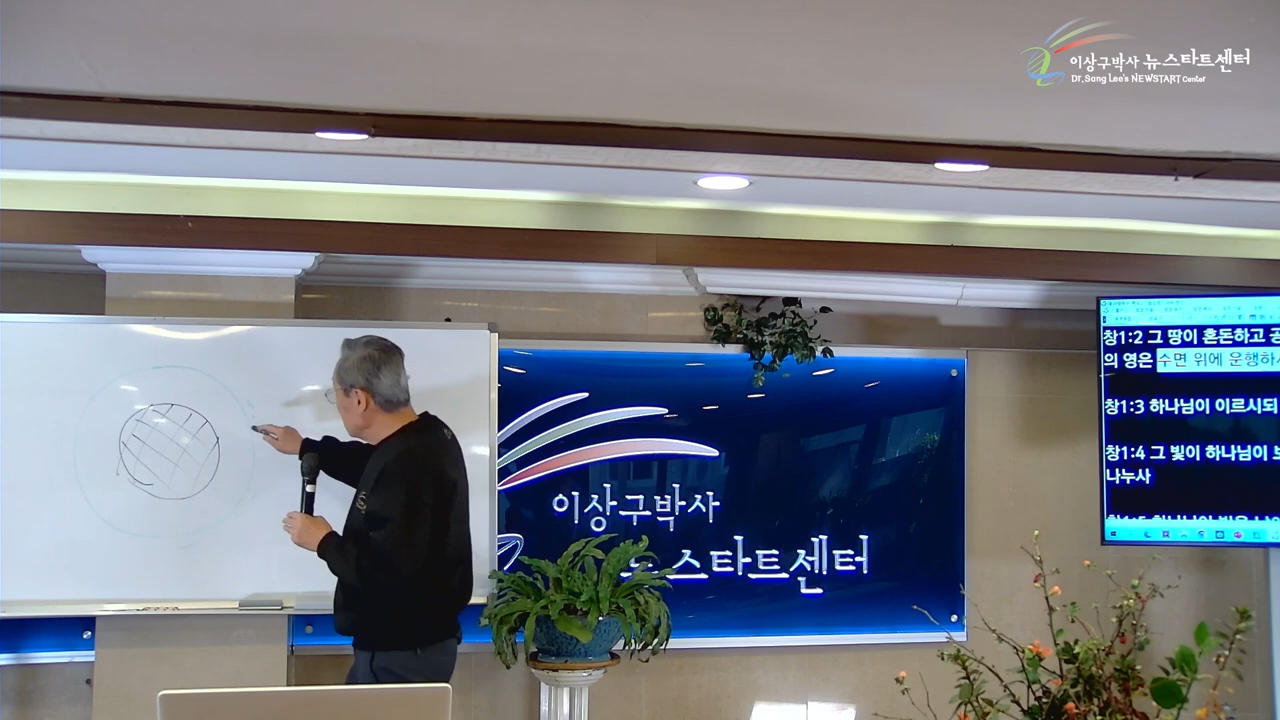 이상구박사 뉴스타트센터
Dr.Sang Lee's NEWSTART Center
창1:2 그 땅이 혼돈하고
의 영은 수면 위에 운행하
창1:3 하나님이 이르시되
창1:4 그 빛이 하나님이
나누사
이상구박사
뉴스타트센터